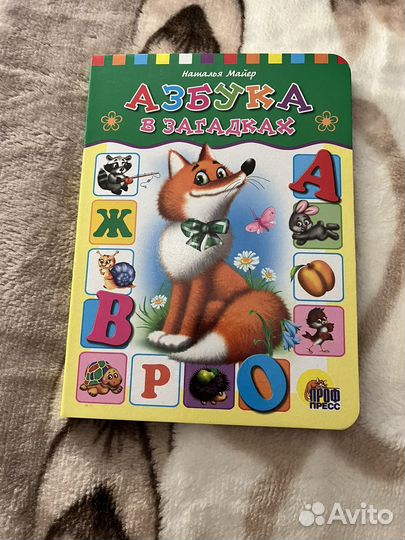 Наталья Майер
АЗБУКА
В ЗАГАДКАХ
А
Ж
В
Р
О
ПРОФ
ПРЕСС
Avito